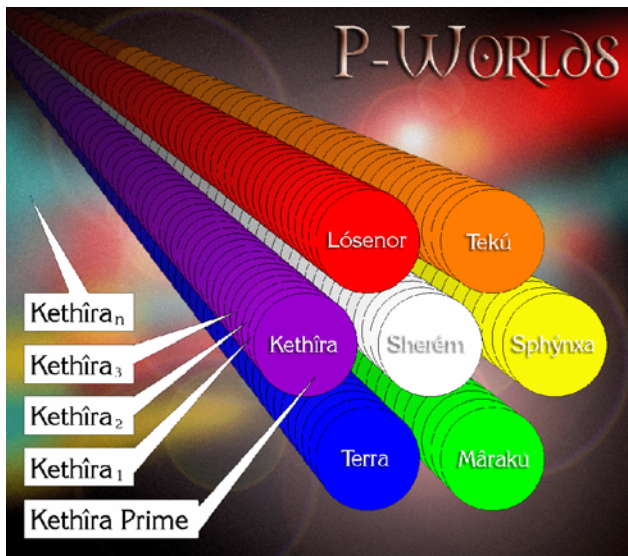 P-Worlds
Lósenor
Tekú
Kethîra
Sherém
Sphýnxa
Terra
Mâraku
Kethîraₙ
Kethîra₃
Kethîra₂
Kethîra₁
Kethîra Prime